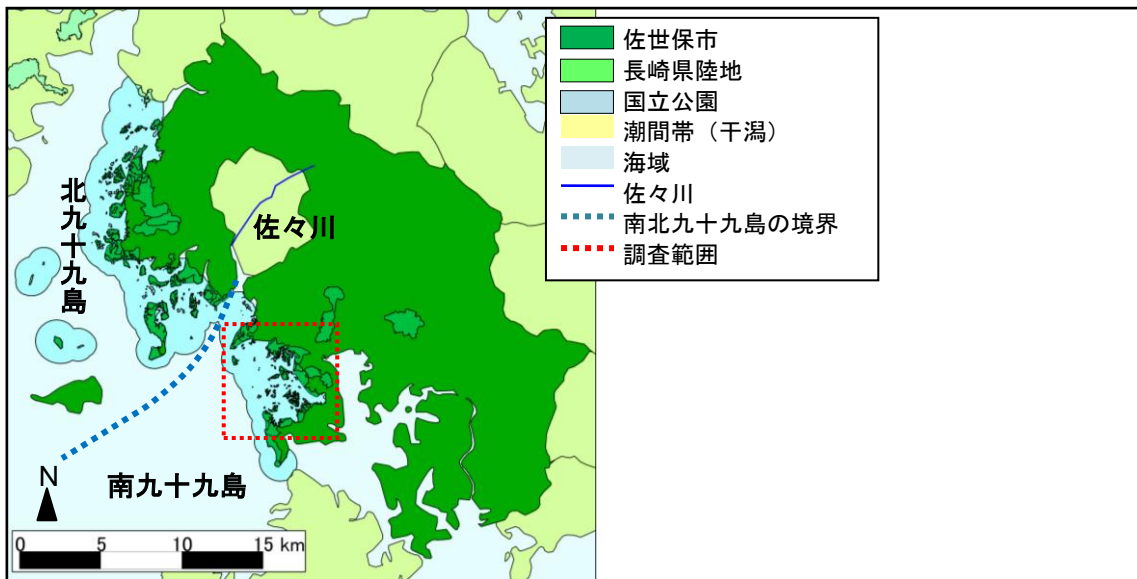 佐世保市
長崎県陸地
国立公園
潮間帯（干潟）
海域
佐々川
南北九十九島の境界
調査範囲
北九十九島
佐々川
南九十九島
N
0 5 10 15 km